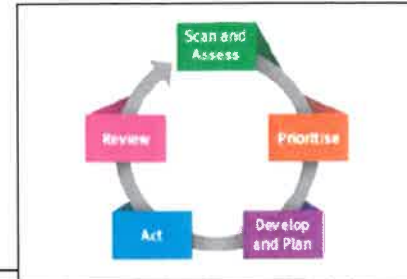 Scan and
Assess
Prioritise
Develop
and Plan
Act
Review